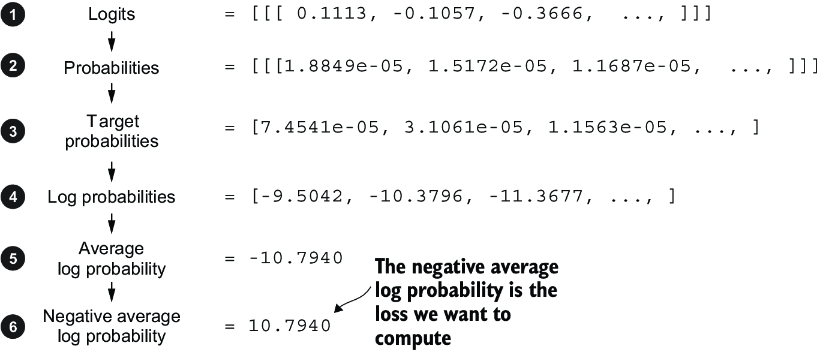 1 Logits = [[[ 0.1113, -0.1057, -0.3666, ..., ]]]
2 Probabilities = [[[1.8849e-05, 1.5172e-05, 1.1687e-05, ..., ]]]
3 Target
probabilities = [7.4541e-05, 3.1061e-05, 1.1563e-05, ..., ]
4 Log probabilities = [-9.5042, -10.3796, -11.3677, ..., ]
5 Average
log probability = -10.7940
6 Negative average
log probability = 10.7940
The negative average
log probability is the
loss we want to
compute